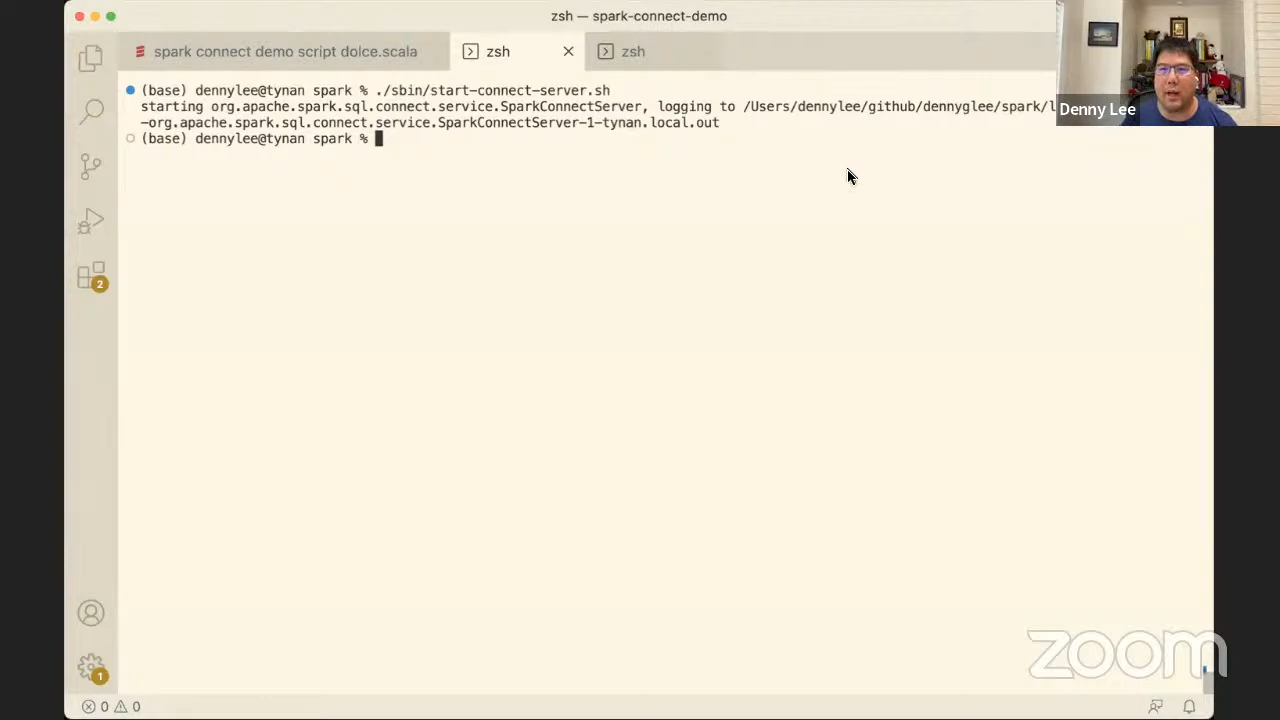 zsh — spark-connect-demo
spark connect demo script dolce.scala
zsh
zsh
(base) dennylee@tynan spark % ./sbin/start-connect-server.sh
starting org.apache.spark.sql.connect.service.SparkConnectServer, logging to /Users/dennylee/github/dennyglee/spark/l
-org.apache.spark.sql.connect.service.SparkConnectServer-1-tynan.local.out
(base) dennylee@tynan spark %
Denny Lee
2
1
0 0
zoom